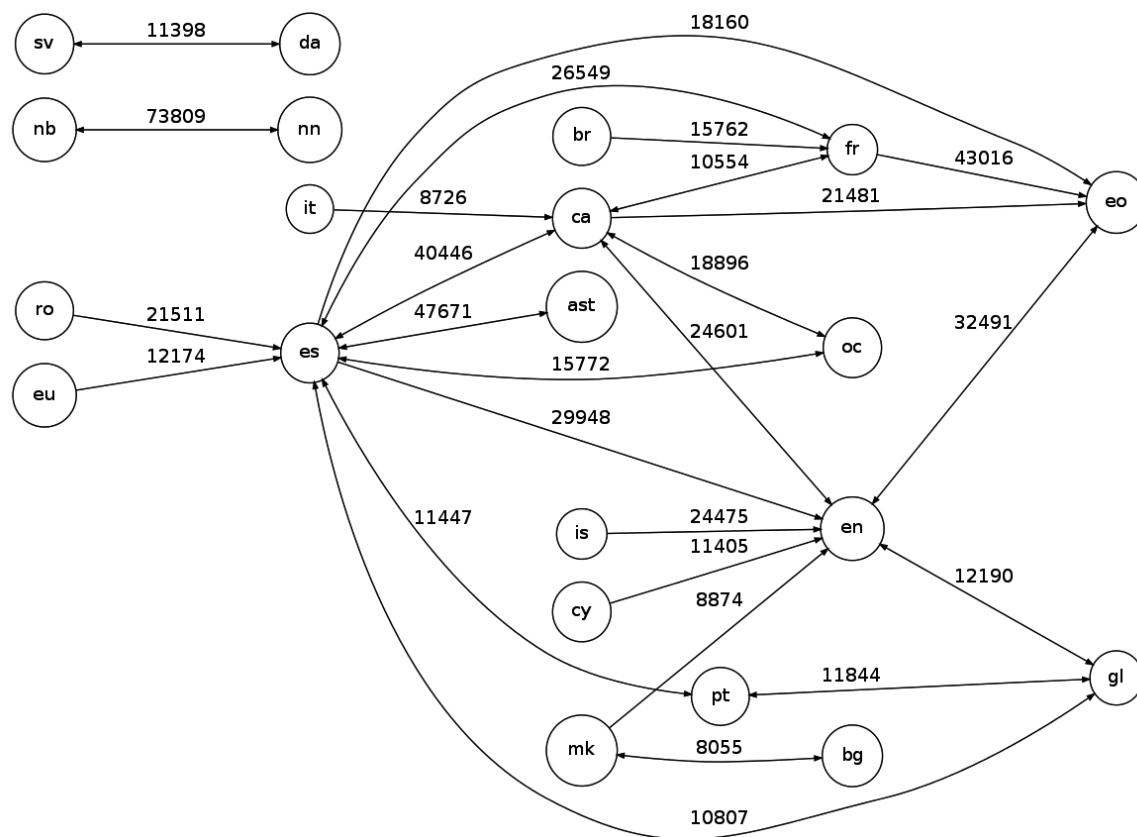 18160
sv
11398
da
26549
nb
73809
nn
br
15762
fr
43016
10554
it
8726
ca
21481
eo
40446
18896
ro
21511
47671
ast
32491
24601
es
oc
12174
15772
eu
29948
11447
is
24475
en
11405
12190
cy
8874
11844
gl
pt
mk
8055
bg
10807